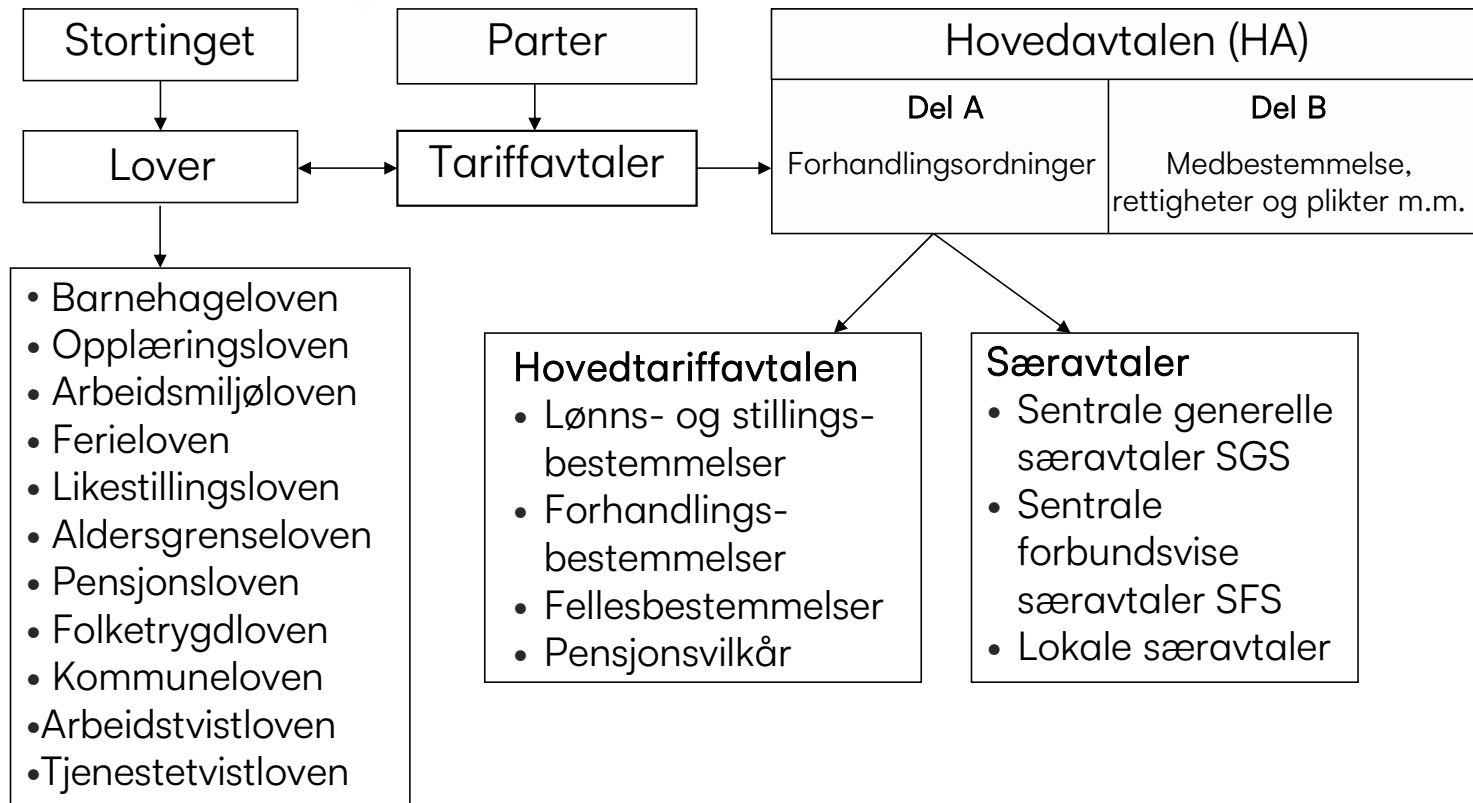 Stortinget
Parter
Hovedavtalen (HA)
Del A
Forhandlingsordninger
Del B
Medbestemmelse,
rettigheter og plikter m.m.
Lover
Tariffavtaler
• Barnehageloven
• Opplæringsloven
• Arbeidsmiljøloven
• Ferieloven
• Likestillingsloven
• Aldersgrenseloven
• Pensjonsloven
• Folketrygdloven
• Kommuneloven
•Arbeidstvistloven
•Tjenestetvistloven
Hovedtariffavtalen
• Lønns- og stillings-
bestemmelser
• Forhandlings-
bestemmelser
• Fellesbestemmelser
• Pensjonsvilkår
Særavtaler
• Sentrale generelle
særavtaler SGS
• Sentrale
forbundsvise
særavtaler SFS
• Lokale særavtaler